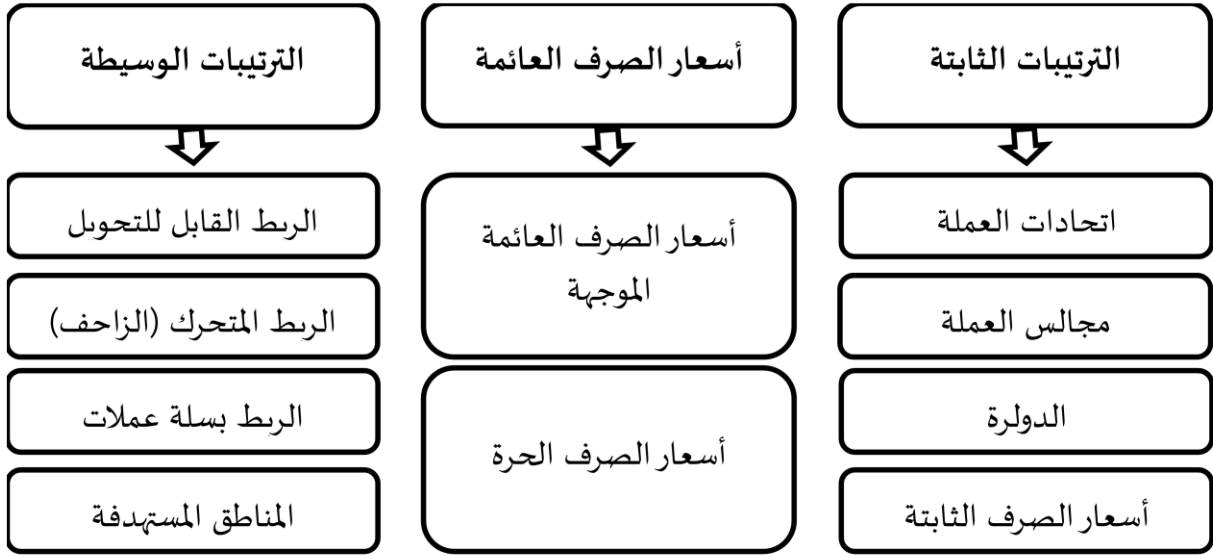 الترتيبات الثابتة
اتحادات العملة
مجالس العملة
الدولرة
أسعار الصرف الثابتة
أسعار الصرف العائمة
أسعار الصرف العائمة
الموجهة
أسعار الصرف الحرة
الترتيبات الوسيطة
الربط القابل للتحويل
الربط المتحرك (الزاحف)
الربط بسلة عملات
المناطق المستهدفة